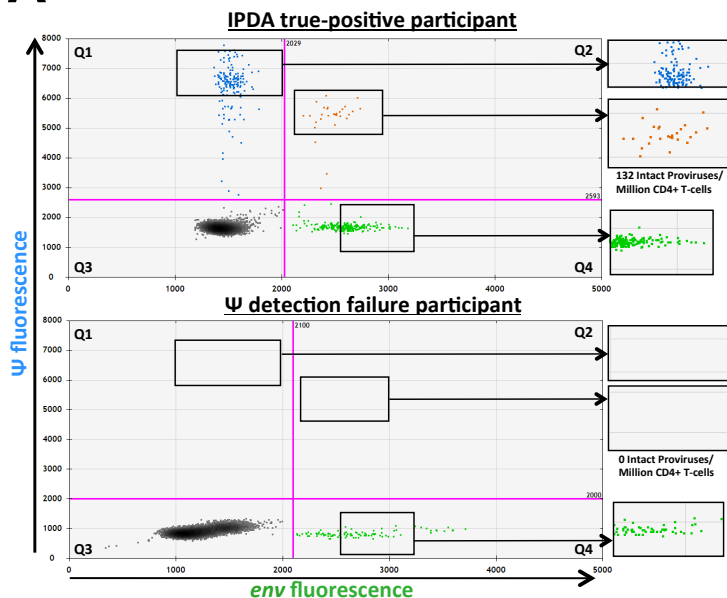 IPDA true-positive participant
Ψ fluorescence
8000
7000
6000
5000
4000
3000
2000
1000
0
Q1
2029
Q2
2593
Q3
Q4
0
1000
2000
3000
4000
5000
132 Intact Proviruses/
Million CD4+ T-cells
Ψ detection failure participant
8000
7000
6000
5000
4000
3000
2000
1000
0
Q1
2100
Q2
2000
Q3
Q4
0
1000
2000
3000
4000
5000
0 Intact Proviruses/
Million CD4+ T-cells
env fluorescence